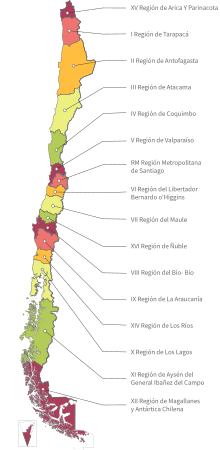 XV Región de Arica Y Parinacota
I Región de Tarapacá
II Región de Antofagasta
III Región de Atacama
IV Región de Coquimbo
V Región de Valparaíso
RM Región Metropolitana
de Santiago
VI Región del Libertador
Bernardo o'Higgins
VII Región del Maule
XVI Región de Ñuble
VIII Región del Bio- Bio
IX Región de La Araucanía
XIV Región de Los Ríos
X Región de Los Lagos
XI Región de Aysén del
General Ibañez del Campo
XII Región de Magallanes
y Antártica Chilena